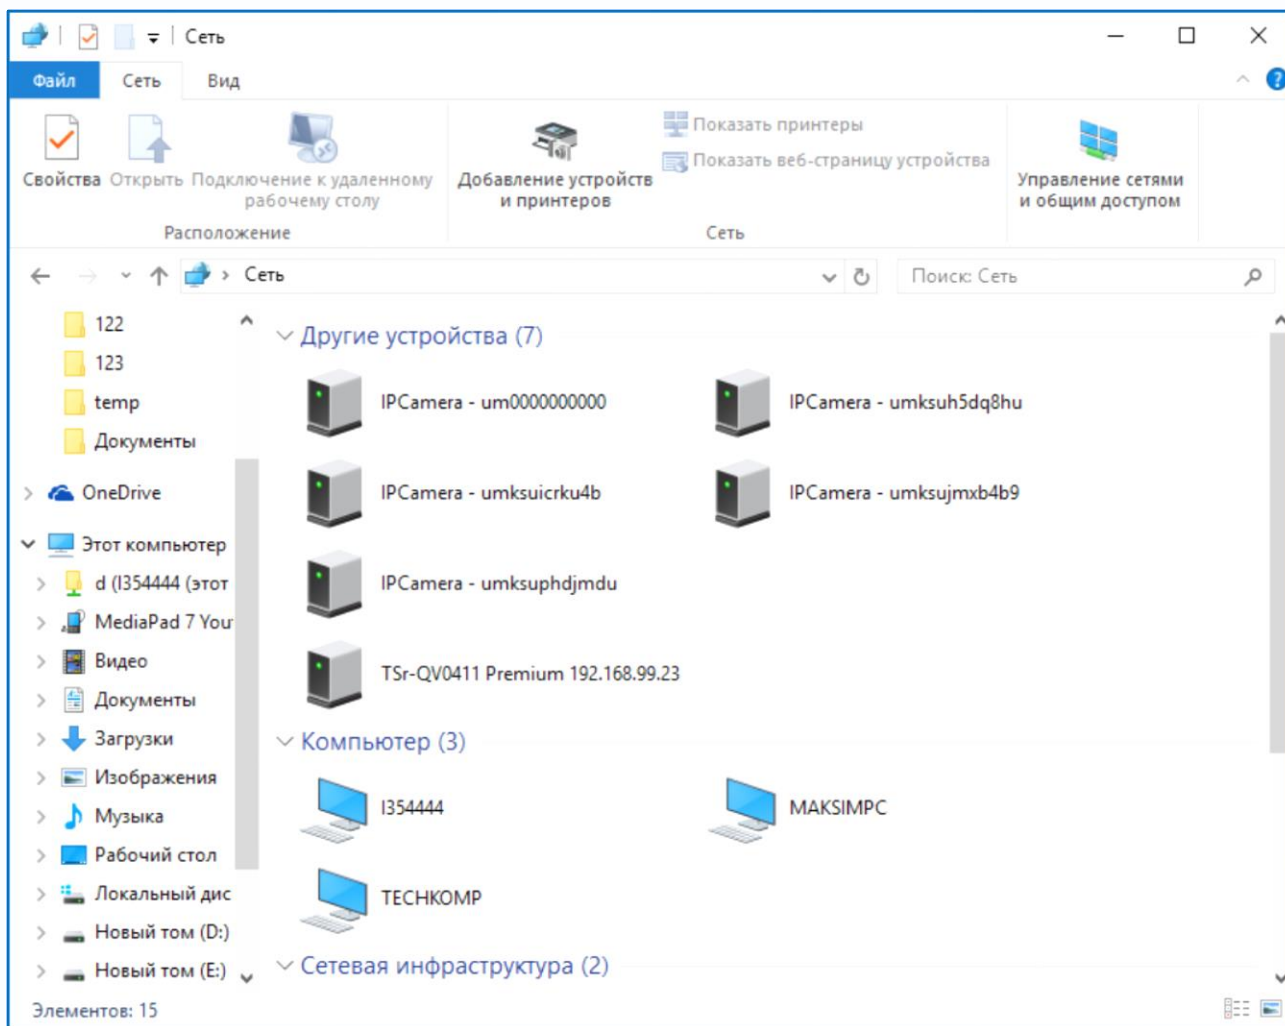 Сеть
Файл Сеть Вид
Свойства Открыть Подключение к удаленному рабочему столу
Добавление устройств и принтеров
Показать принтеры
Показать веб-страницу устройства
Управление сетями и общим доступом
Расположение Сеть
Сеть Поиск: Сеть
122
123
temp
Документы
OneDrive
Этот компьютер
d (I354444 (этот
MediaPad 7 You
Видео
Документы
Загрузки
Изображения
Музыка
Рабочий стол
Локальный дис
Новый том (D:)
Новый том (E:)
Другие устройства (7)
IPCamera - um0000000000 IPCamera - umksuh5dq8hu
IPCamera - umksuicrku4b IPCamera - umksujmxb4b9
IPCamera - umksuphdjmdu
TSr-QV0411 Premium 192.168.99.23
Компьютер (3)
I354444 MAKSIMPC
TECHKOMP
Сетевая инфраструктура (2)
Элементов: 15